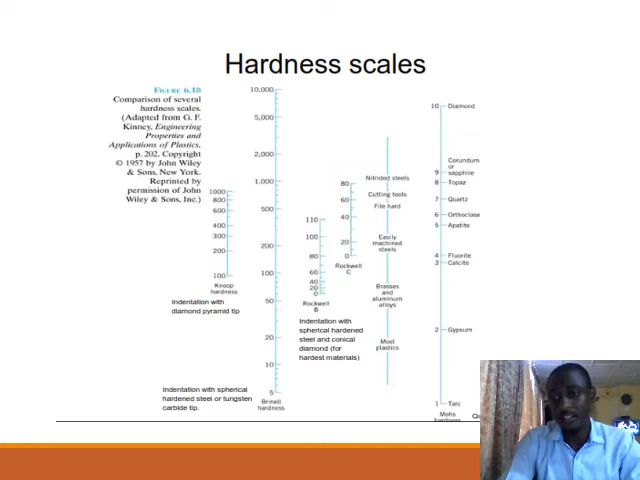 Hardness scales
FIGURE 6.18
Comparison of several
hardness scales.
(Adapted from G. F.
Kinney, Engineering
Properties and
Applications of Plastics,
p. 202. Copyright
© 1957 by John Wiley
& Sons, New York.
Reprinted by
permission of John
Wiley & Sons, Inc.)
1000
800
600
400
300
200
100
Knoop
hardness
Indentation with
diamond pyramid tip
10,000
5,000
2,000
1,000
500
200
100
50
20
10
5
Brinell
hardness
Indentation with spherical
hardened steel or tungsten
carbide tip.
110
100
80
60
40
20
0
Rockwell
B
80
60
40
20
0
Rockwell
C
Indentation with
spherical hardened
steel and conical
diamond (for
hardest materials)
Nitrided steels
Cutting tools
File hard
Easily
machined
steels
Brasses
and
aluminum
alloys
Most
plastics
10 Diamond
Corundum
9 or
sapphire
8 Topaz
7 Quartz
6 Orthoclase
5 Apatite
4 Fluorite
3 Calcite
2 Gypsum
1 Talc
Mohs
hardness